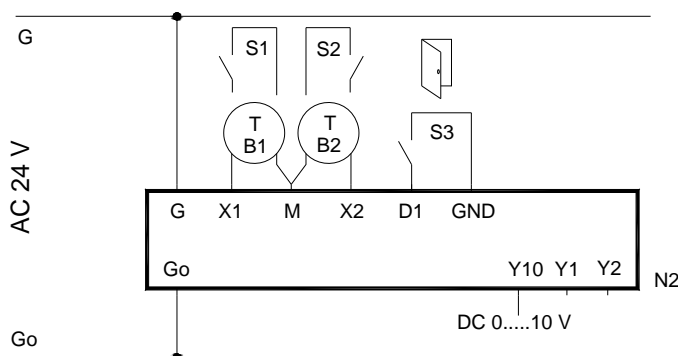 G
S1 S2
T T
B1 B2
S3
AC 24 V
G X1 M X2 D1 GND
Go Y10 Y1 Y2
N2
DC 0.....10 V
Go